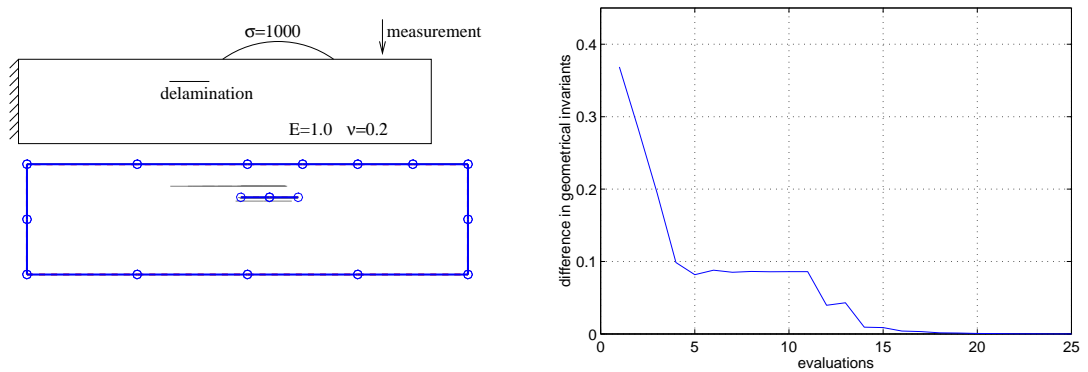 σ=1000
measurement
delamination
E=1.0 ν=0.2
difference in geometrical invariants
0.4
0.3
0.2
0.1
0
0 5 10 15 20 25
evaluations